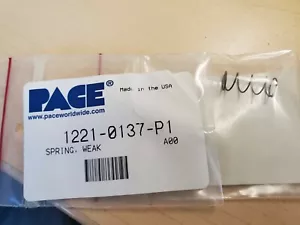 Made in the USA
PACE®
www.paceworldwide.com
1221-0137-P1
SPRING, WEAK
A00